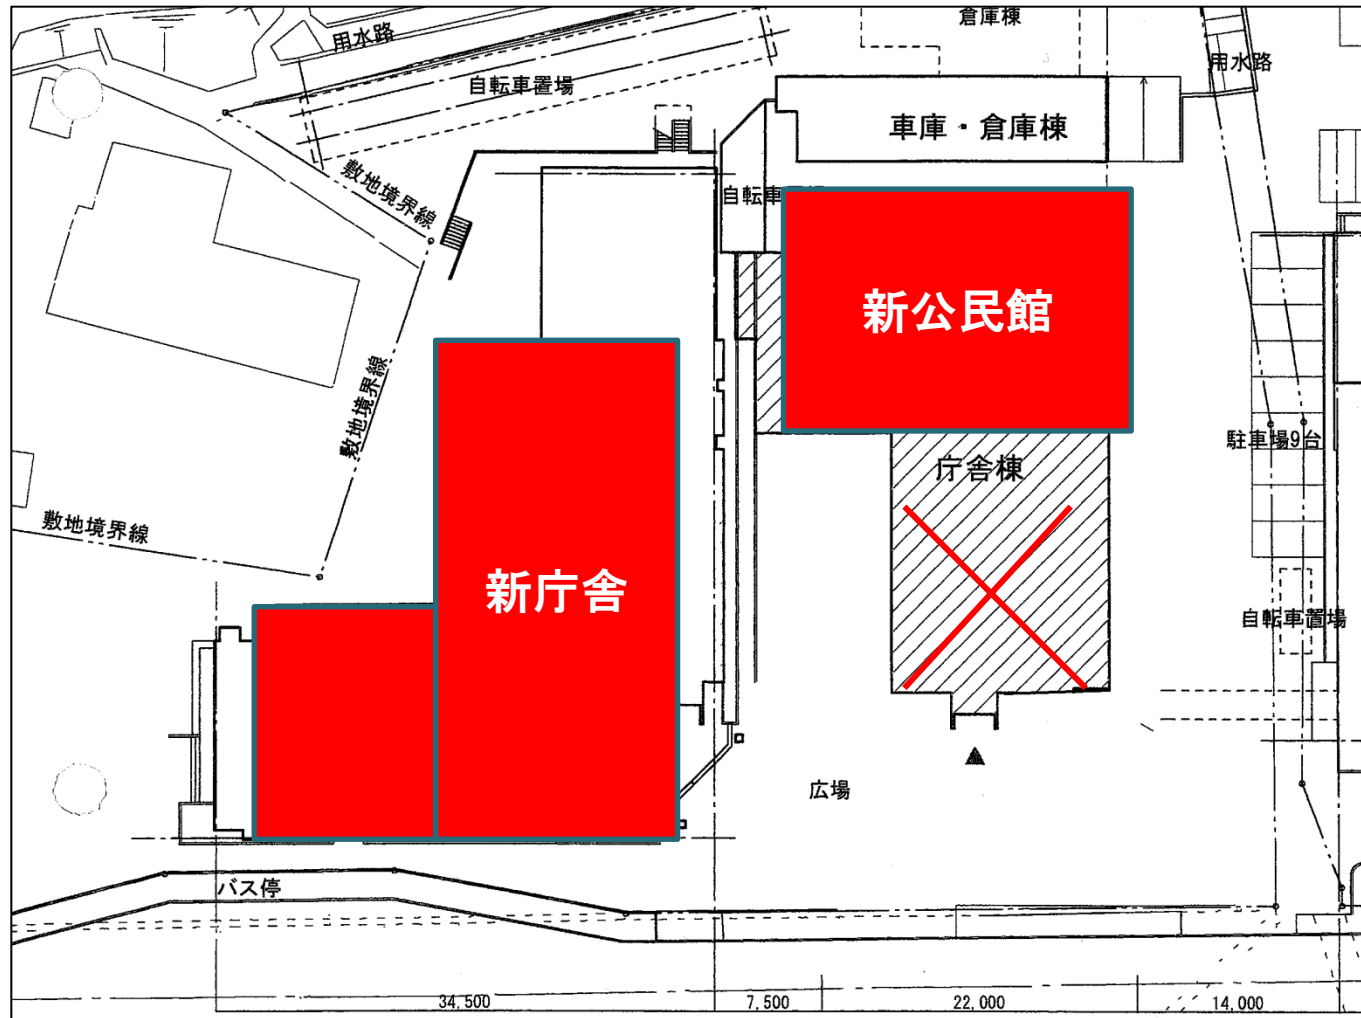 倉庫棟
用水路
用水路
自転車置場
車庫・倉庫棟
敷地境界線
自転車
新公民館
敷地境界線
駐車場9台
庁舎棟
敷地境界線
新庁舎
自転車置場
広場
バス停
34,500
7,500
22,000
14,000